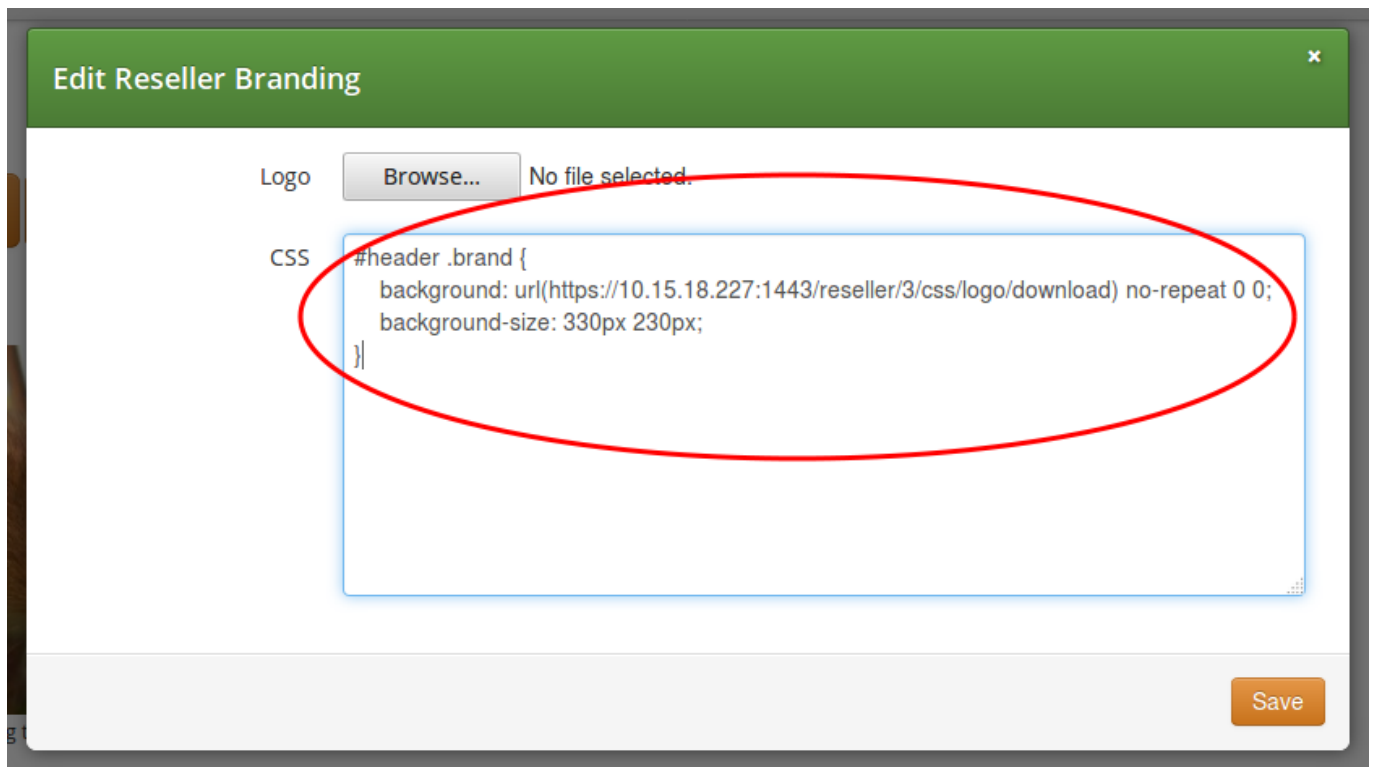 Edit Reseller Branding ×
Logo Browse... No file selected.
CSS #header .brand {
background: url(https://10.15.18.227:1443/reseller/3/css/logo/download) no-repeat 0 0;
background-size: 330px 230px;
}
Save
g t